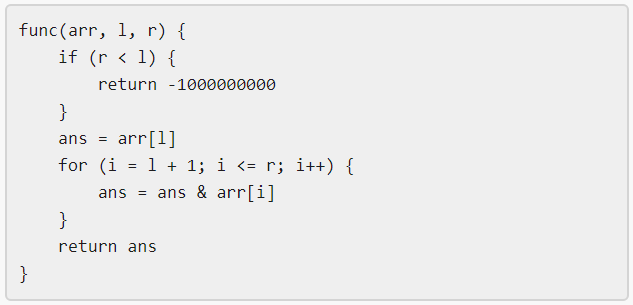 func(arr, l, r) {
    if (r < l) {
        return -1000000000
    }
    ans = arr[l]
    for (i = l + 1; i <= r; i++) {
        ans = ans & arr[i]
    }
    return ans
}